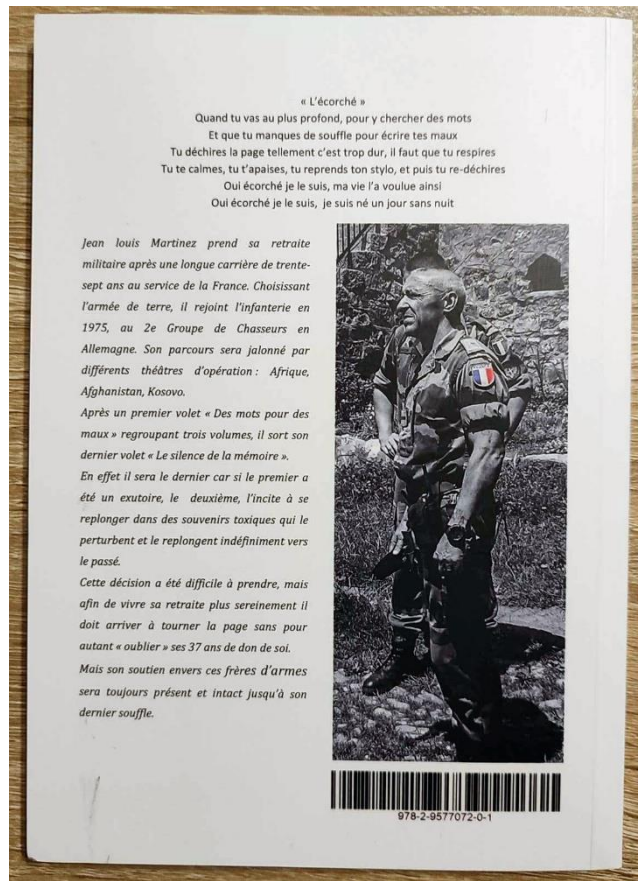 « L'écorché »
Quand tu vas au plus profond, pour y chercher des mots
Et que tu manques de souffle pour écrire tes maux
Tu déchires la page tellement c'est trop dur, il faut que tu respires
Tu te calmes, tu t'apaises, tu reprends ton stylo, et puis tu re-déchires
Oui écorché je le suis, ma vie l'a voulue ainsi
Oui écorché je le suis, je suis né un jour sans nuit
Jean louis Martinez prend sa retraite
militaire après une longue carrière de trente-
sept ans au service de la France. Choisissant
l'armée de terre, il rejoint l'infanterie en
1975, au 2e Groupe de Chasseurs en
Allemagne. Son parcours sera jalonné par
différents théâtres d'opération : Afrique,
Afghanistan, Kosovo.
Après un premier volet « Des mots pour des
maux » regroupant trois volumes, il sort son
dernier volet « Le silence de la mémoire ».
En effet il sera le dernier car si le premier a
été un exutoire, le deuxième, l'incite à se
replonger dans des souvenirs toxiques qui le
perturbent et le replongent indéfiniment vers
le passé.
Cette décision a été difficile à prendre, mais
afin de vivre sa retraite plus sereinement il
doit arriver à tourner la page sans pour
autant « oublier » ses 37 ans de don de soi.
Mais son soutien envers ces frères d'armes
sera toujours présent et intact jusqu'à son
dernier souffle.
978-2-9577072-0-1